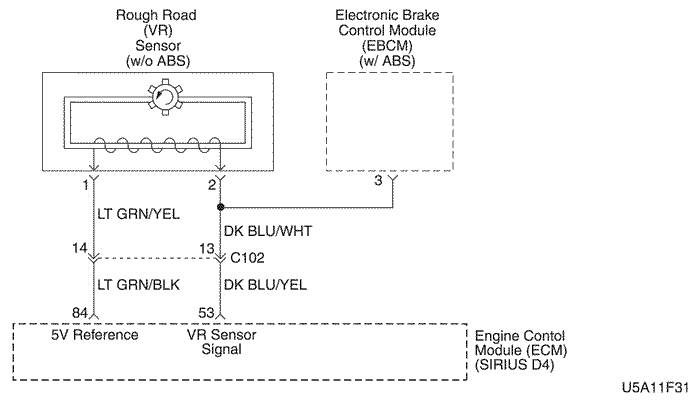 Rough Road
(VR)
Sensor
(w/o ABS)
Electronic Brake
Control Module
(EBCM)
(w/ ABS)
1
2
3
LT GRN/YEL
DK BLU/WHT
14
13
C102
LT GRN/BLK
DK BLU/YEL
84
53
5V Reference
VR Sensor
Signal
Engine Contol
Module (ECM)
(SIRIUS D4)
U5A11F31